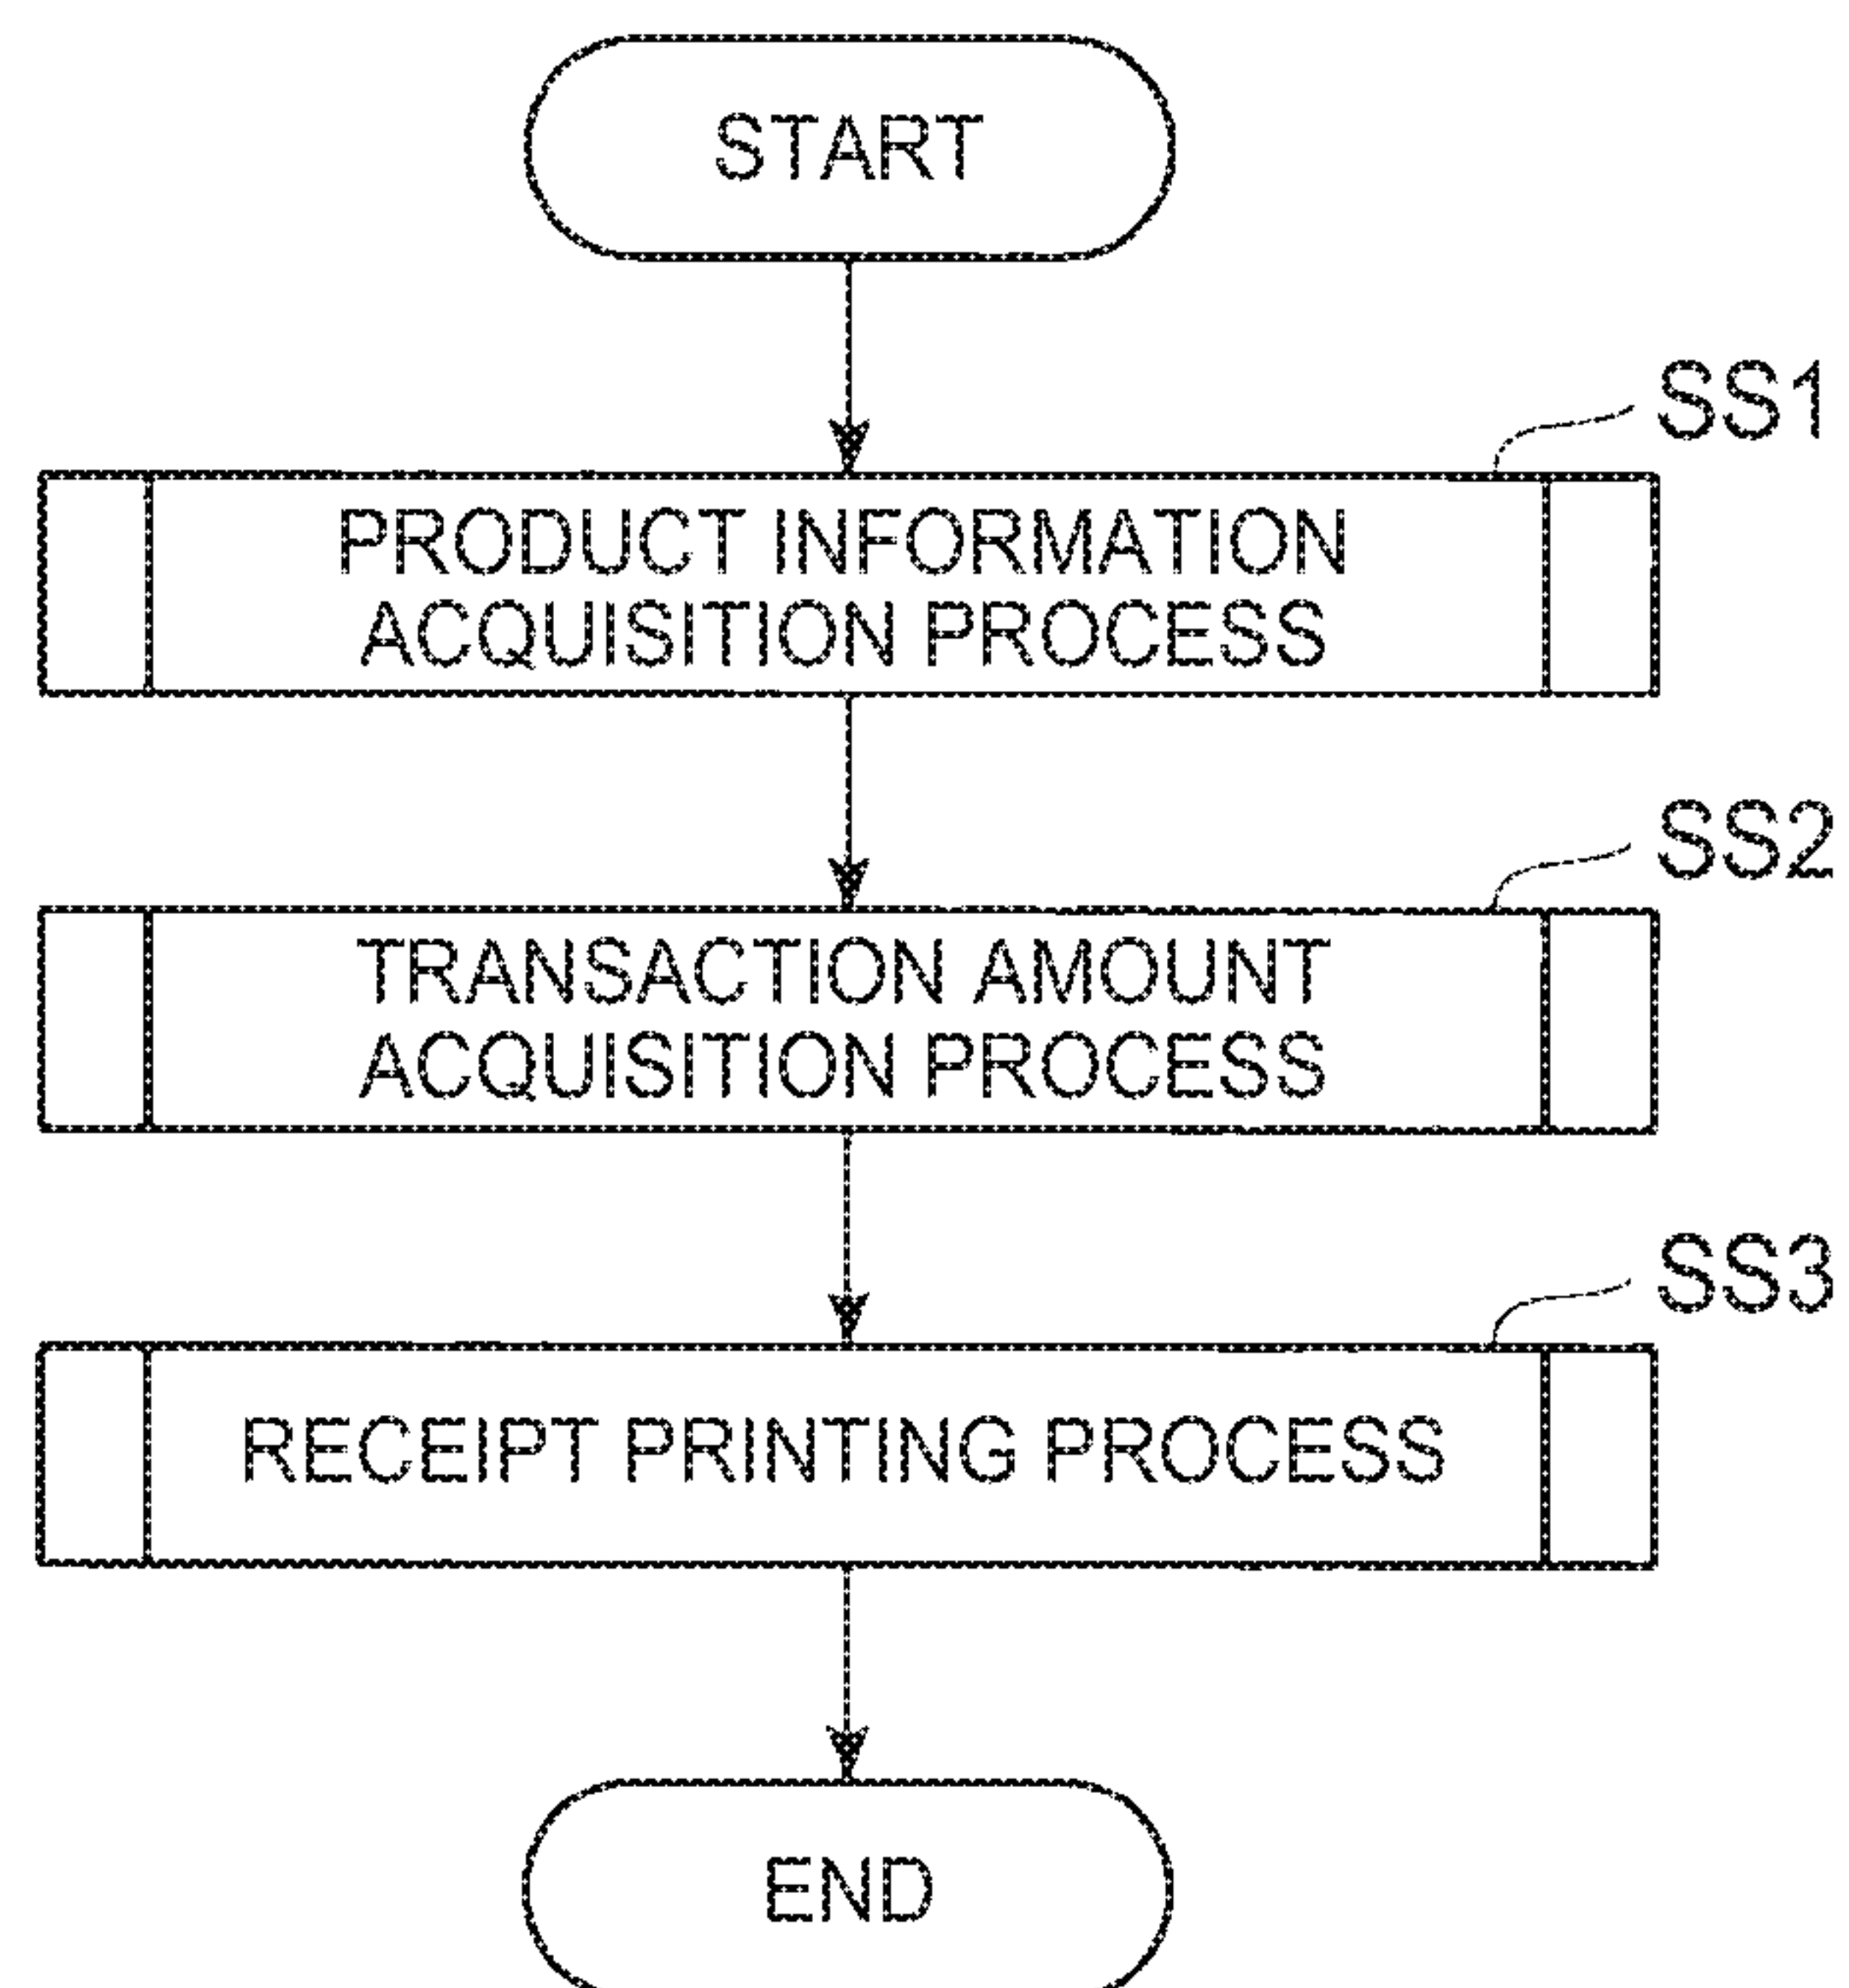 START
SS1
PRODUCT INFORMATION
ACQUISITION PROCESS
SS2
TRANSACTION AMOUNT
ACQUISITION PROCESS
SS3
RECEIPT PRINTING PROCESS
END